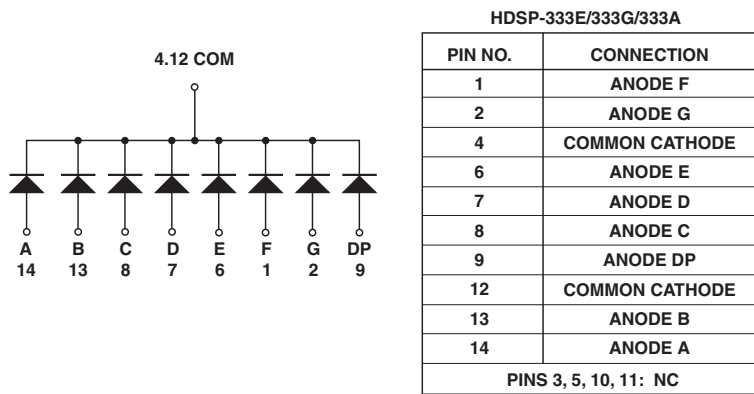 4.12 COM
A B C D E F G DP
14 13 8 7 6 1 2 9
HDSP-333E/333G/333A
PIN NO. CONNECTION
1 ANODE F
2 ANODE G
4 COMMON CATHODE
6 ANODE E
7 ANODE D
8 ANODE C
9 ANODE DP
12 COMMON CATHODE
13 ANODE B
14 ANODE A
PINS 3, 5, 10, 11: NC